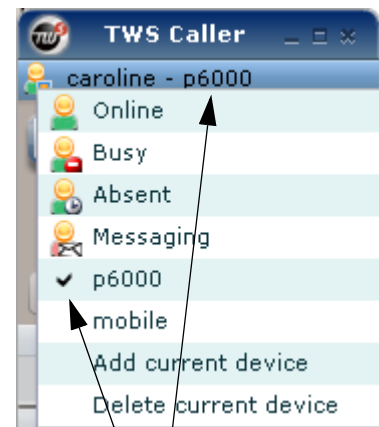 TWS Caller
caroline - p6000
Online
Busy
Absent
Messaging
p6000
mobile
Add current device
Delete current device